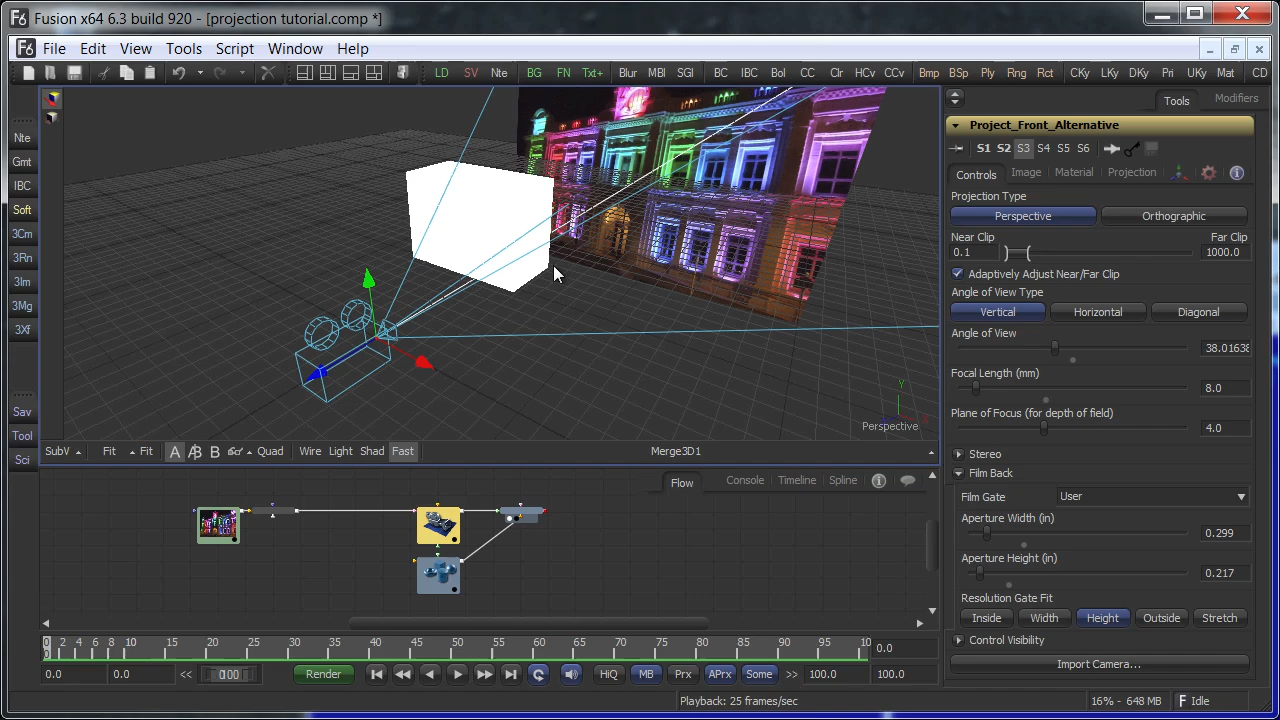 Fusion x64 6.3 build 920 - [projection tutorial.comp *]
File Edit View Tools Script Window Help
LD SV Nte BG FN Txt+ Blur MBl SGl BC IBC Bol CC Clr HCv CCv Bmp BSp Ply Rng Rct CKy LKy DKy Pri UKy Mat CD
Nte
Gmt
IBC
Soft
3Cm
3Rn
3Im
3Mg
3Xf
Sav
Tool
Sci
Y
Perspective
SubV Fit Fit A A/B B Quad Wire Light Shad Fast Merge3D1
Flow Console Timeline Spline
Tools Modifiers
Project_Front_Alternative
S1 S2 S3 S4 S5 S6
Controls Image Material Projection
Projection Type
Perspective Orthographic
Near Clip Far Clip
0.1 1000.0
Adaptively Adjust Near/Far Clip
Angle of View Type
Vertical Horizontal Diagonal
Angle of View
38.01638
Focal Length (mm)
8.0
Plane of Focus (for depth of field)
4.0
Stereo
Film Back
Film Gate User
Aperture Width (in)
0.299
Aperture Height (in)
0.217
Resolution Gate Fit
Inside Width Height Outside Stretch
Control Visibility
Import Camera...
0 2 4 6 8 10 15 20 25 30 35 40 45 50 55 60 65 70 75 80 85 90 95 10 0.0
0.0 0.0 << 0.0 Render HiQ MB Prx APrx Some >> 100.0 100.0
Playback: 25 frames/sec 16% - 648 MB Idle